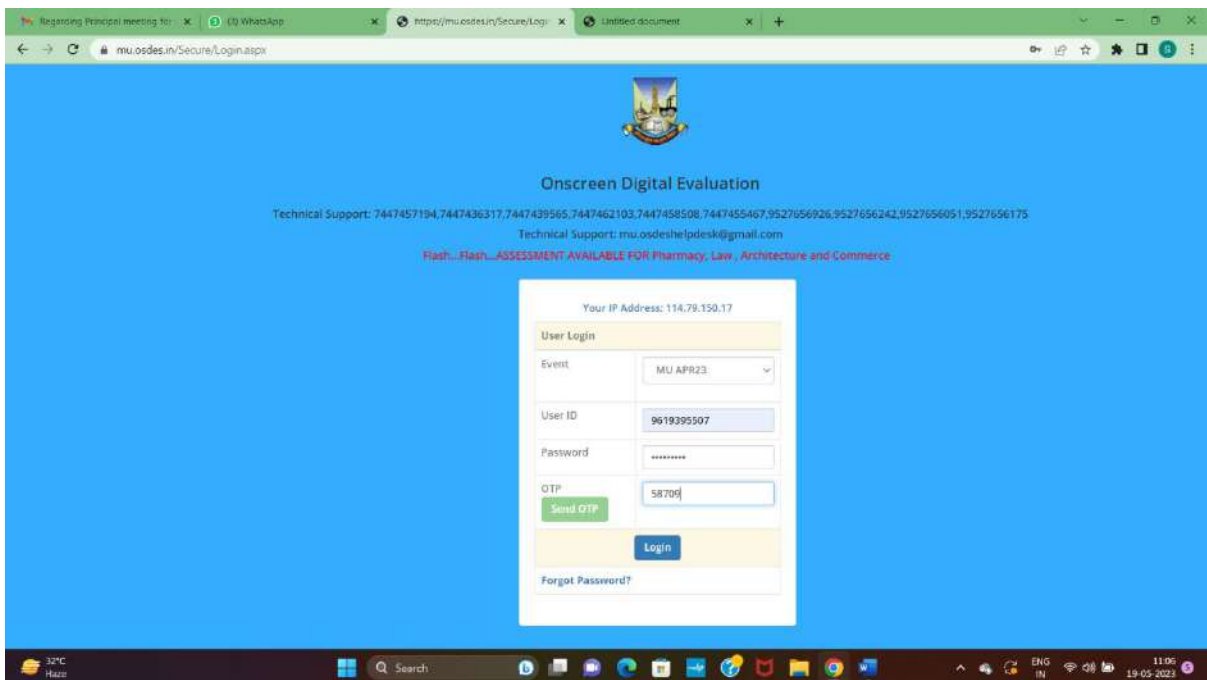 Regarding Principal meeting for
(3) WhatsApp
https://mu.osdes.in/Secure/Logi
Untitled document
mu.osdes.in/Secure/Login.aspx
Onscreen Digital Evaluation
Technical Support: 7447457194,7447436317,7447439565,7447462103,7447458508,7447455467,9527656926,9527656242,9527656051,9527656175
Technical Support: mu.osdeshelpdesk@gmail.com
Flash...Flash...ASSESSMENT AVAILABLE FOR Pharmacy, Law , Architecture and Commerce
Your IP Address: 114.79.150.17
User Login
Event
MU APR23
User ID
9619395507
Password
OTP
58709
Send OTP
Login
Forgot Password?
32°C
Haze
Search
ENG
IN
11:06
19-05-2023